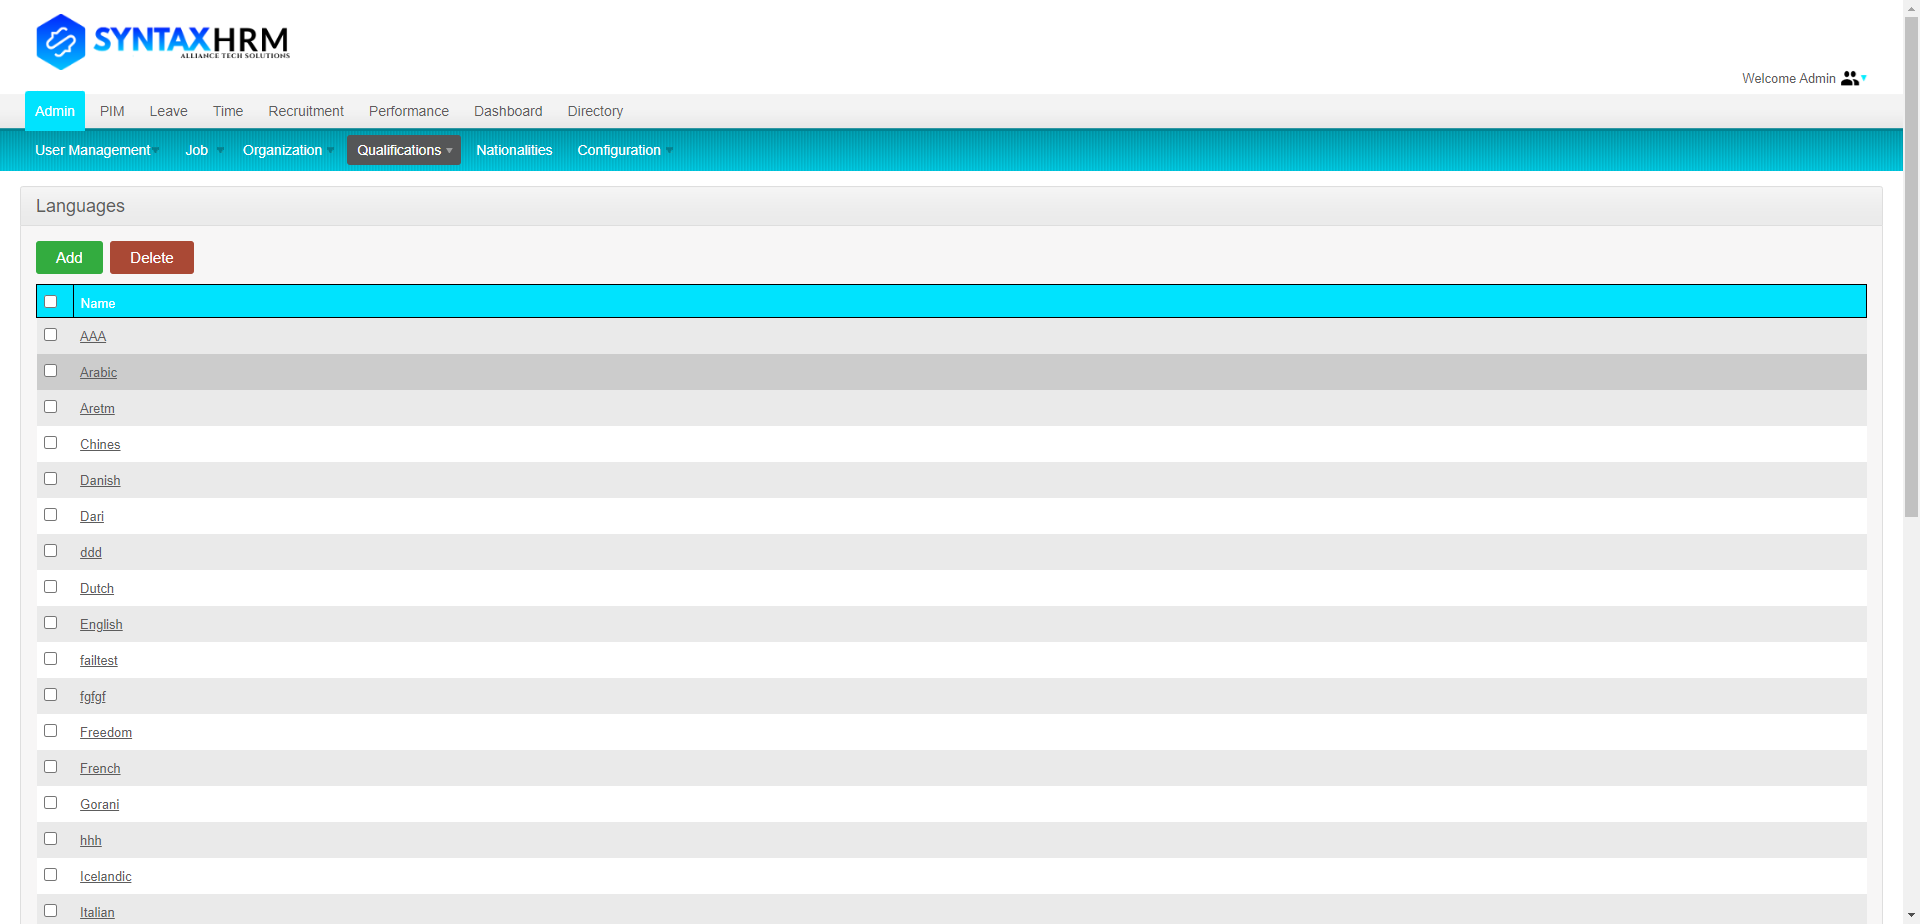 SYNTAXHRM
ALLIANCE TECH SOLUTIONS
Welcome Admin
Admin PIM Leave Time Recruitment Performance Dashboard Directory
User Management Job Organization Qualifications Nationalities Configuration
Languages
Add Delete
Name
AAA
Arabic
Aretm
Chines
Danish
Dari
ddd
Dutch
English
failtest
fgfgf
Freedom
French
Gorani
hhh
Icelandic
Italian